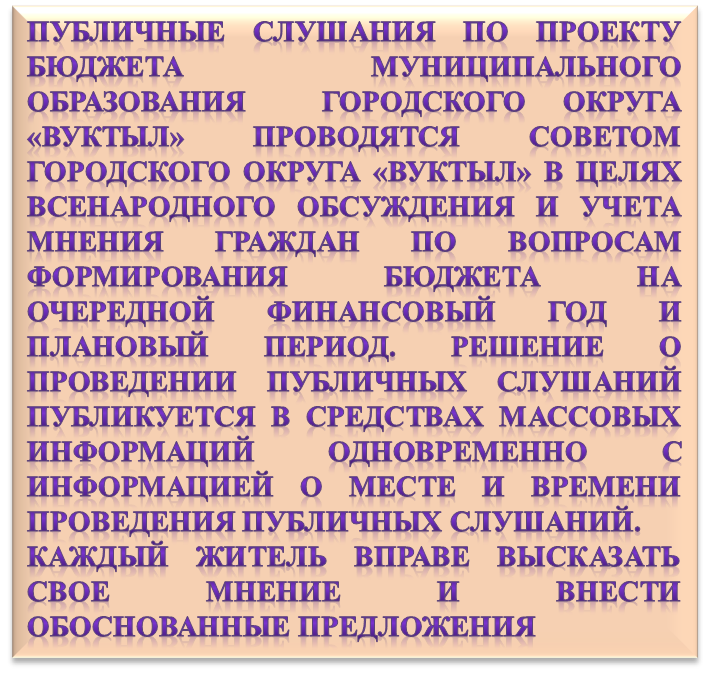 ПУБЛИЧНЫЕ СЛУШАНИЯ ПО ПРОЕКТУ
БЮДЖЕТА МУНИЦИПАЛЬНОГО
ОБРАЗОВАНИЯ ГОРОДСКОГО ОКРУГА
«ВУКТЫЛ» ПРОВОДЯТСЯ СОВЕТОМ
ГОРОДСКОГО ОКРУГА «ВУКТЫЛ» В ЦЕЛЯХ
ВСЕНАРОДНОГО ОБСУЖДЕНИЯ И УЧЕТА
МНЕНИЯ ГРАЖДАН ПО ВОПРОСАМ
ФОРМИРОВАНИЯ БЮДЖЕТА НА
ОЧЕРЕДНОЙ ФИНАНСОВЫЙ ГОД И
ПЛАНОВЫЙ ПЕРИОД. РЕШЕНИЕ О
ПРОВЕДЕНИИ ПУБЛИЧНЫХ СЛУШАНИЙ
ПУБЛИКУЕТСЯ В СРЕДСТВАХ МАССОВЫХ
ИНФОРМАЦИЙ ОДНОВРЕМЕННО С
ИНФОРМАЦИЕЙ О МЕСТЕ И ВРЕМЕНИ
ПРОВЕДЕНИЯ ПУБЛИЧНЫХ СЛУШАНИЙ.
КАЖДЫЙ ЖИТЕЛЬ ВПРАВЕ ВЫСКАЗАТЬ
СВОЕ МНЕНИЕ И ВНЕСТИ
ОБОСНОВАННЫЕ ПРЕДЛОЖЕНИЯ